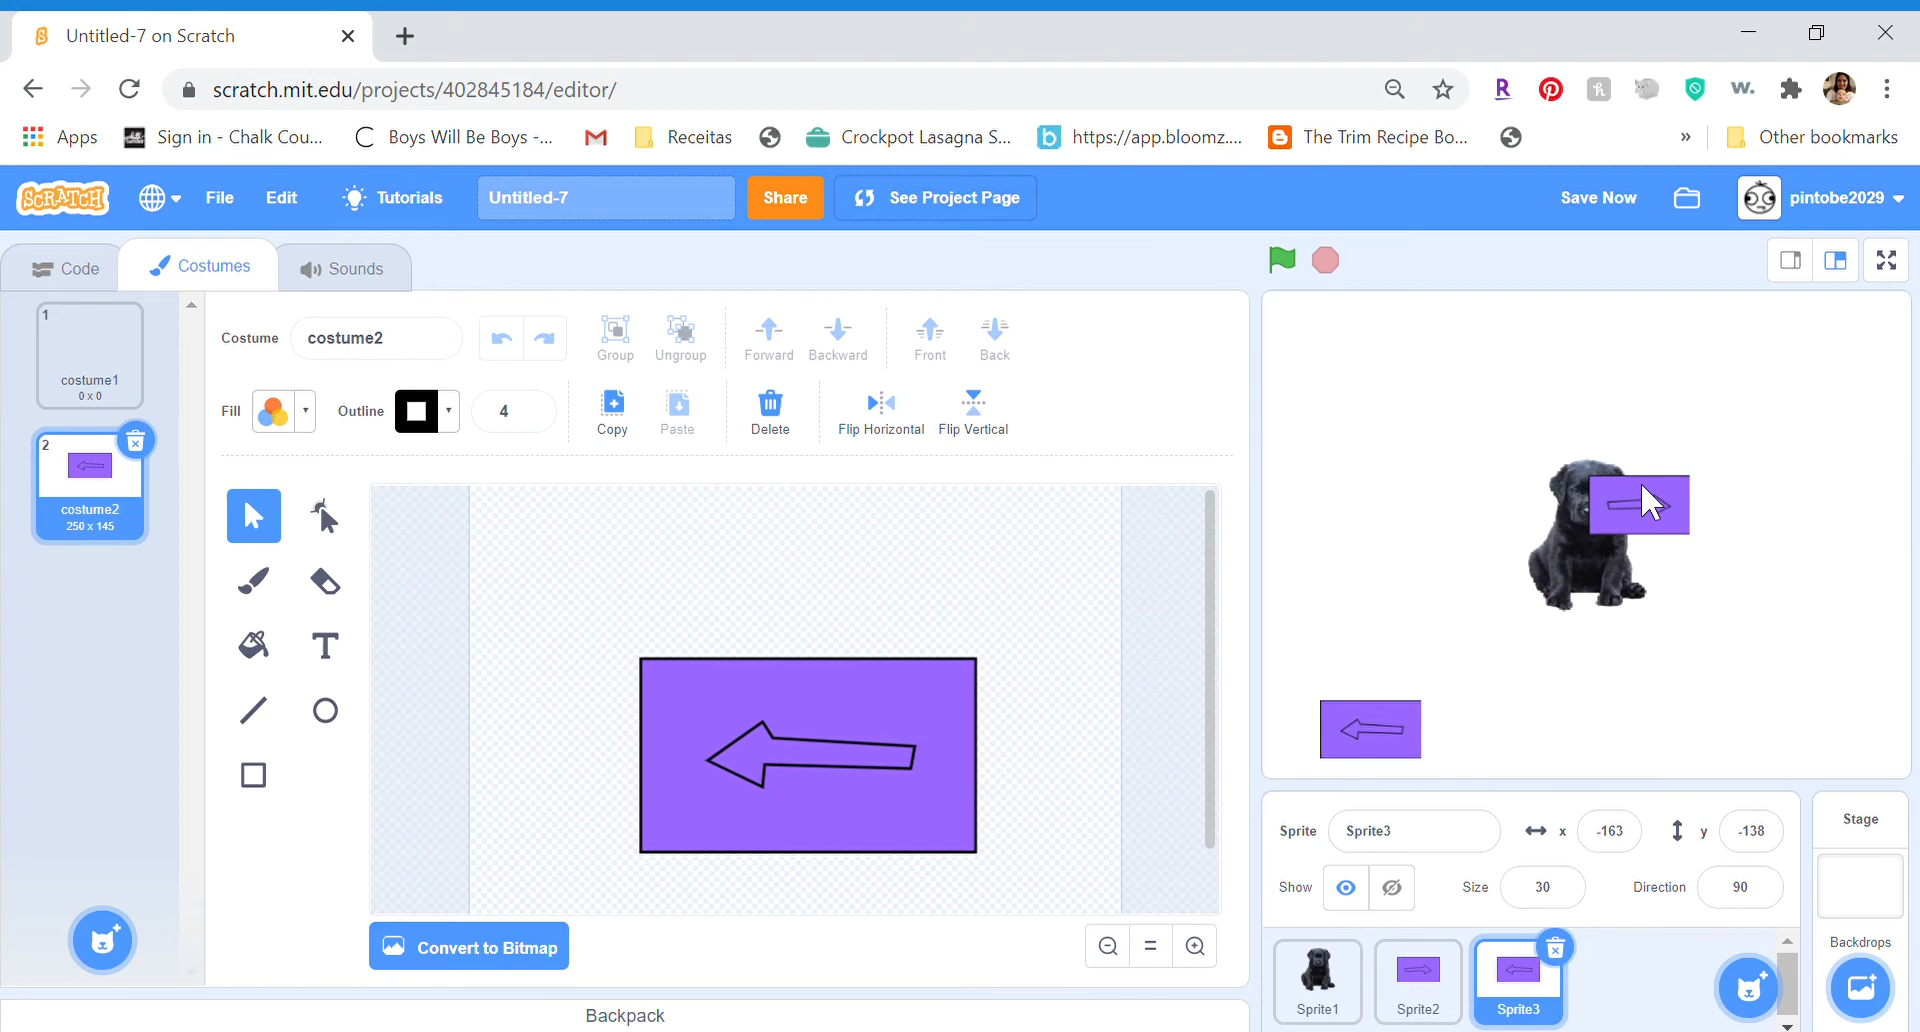 Untitled-7 on Scratch
scratch.mit.edu/projects/402845184/editor/
Apps
Sign in - Chalk Cou...
Boys Will Be Boys -...
Receitas
Crockpot Lasagna S...
https://app.bloomz....
The Trim Recipe Bo...
»
Other bookmarks
SCRATCH
File
Edit
Tutorials
Untitled-7
Share
See Project Page
Save Now
pintobe2029
Code
Costumes
Sounds
1
costume1
0 x 0
2
costume2
250 x 145
Costume
costume2
Group
Ungroup
Forward
Backward
Front
Back
Fill
Outline
4
Copy
Paste
Delete
Flip Horizontal
Flip Vertical
T
Convert to Bitmap
Backpack
Sprite
Sprite3
x
-163
y
-138
Show
Size
30
Direction
90
Sprite1
Sprite2
Sprite3
Stage
Backdrops